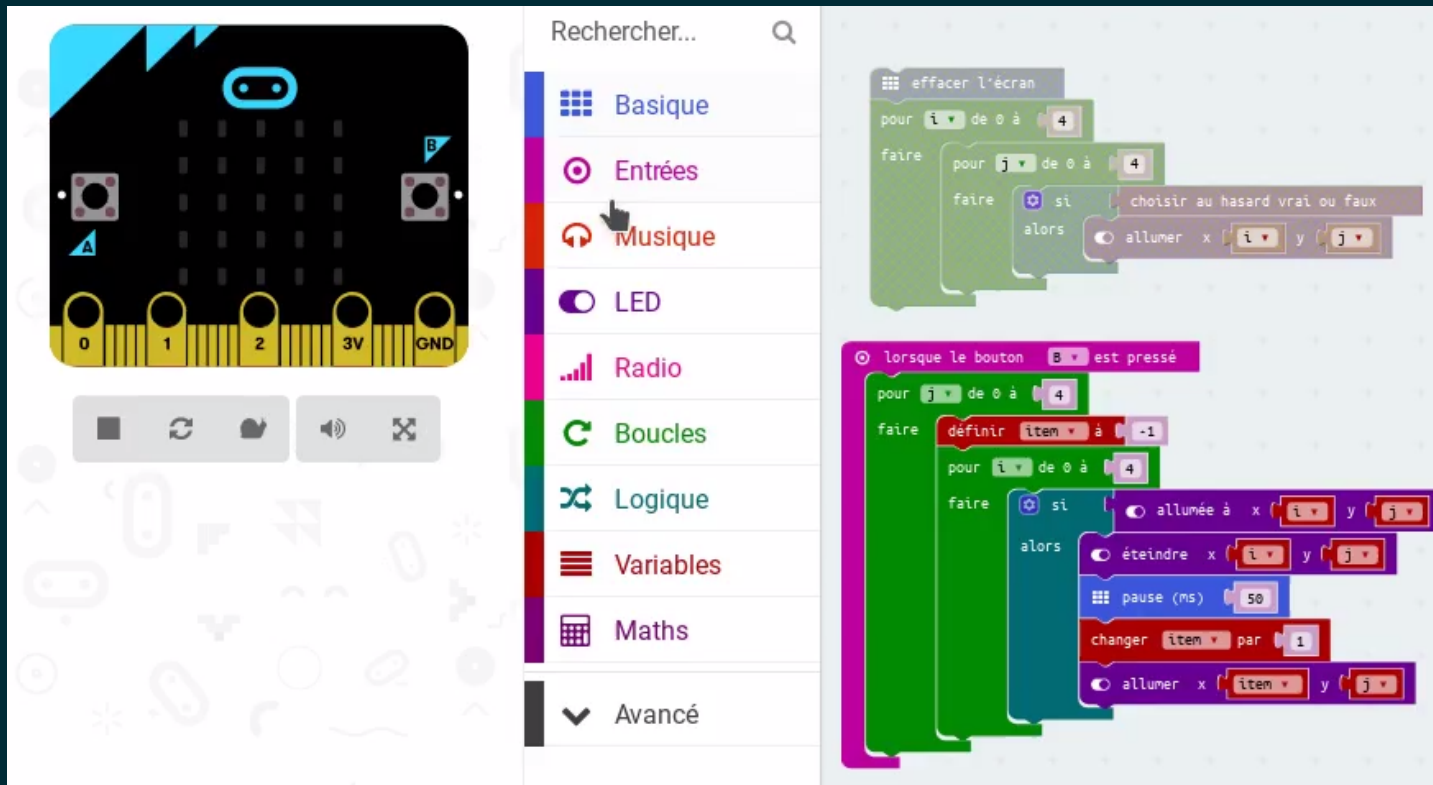 B
A
0 1 2 3V GND
Rechercher...
Basique
Entrées
Musique
LED
Radio
Boucles
Logique
Variables
Maths
Avancé
effacer l'écran
pour i de 0 à 4
faire pour j de 0 à 4
faire si choisir au hasard vrai ou faux
alors allumer x i y j
lorsque le bouton B est pressé
pour j de 0 à 4
faire définir item à -1
pour i de 0 à 4
faire si allumée à x i y j
alors éteindre x i y j
pause (ms) 50
changer item par 1
allumer x item y j